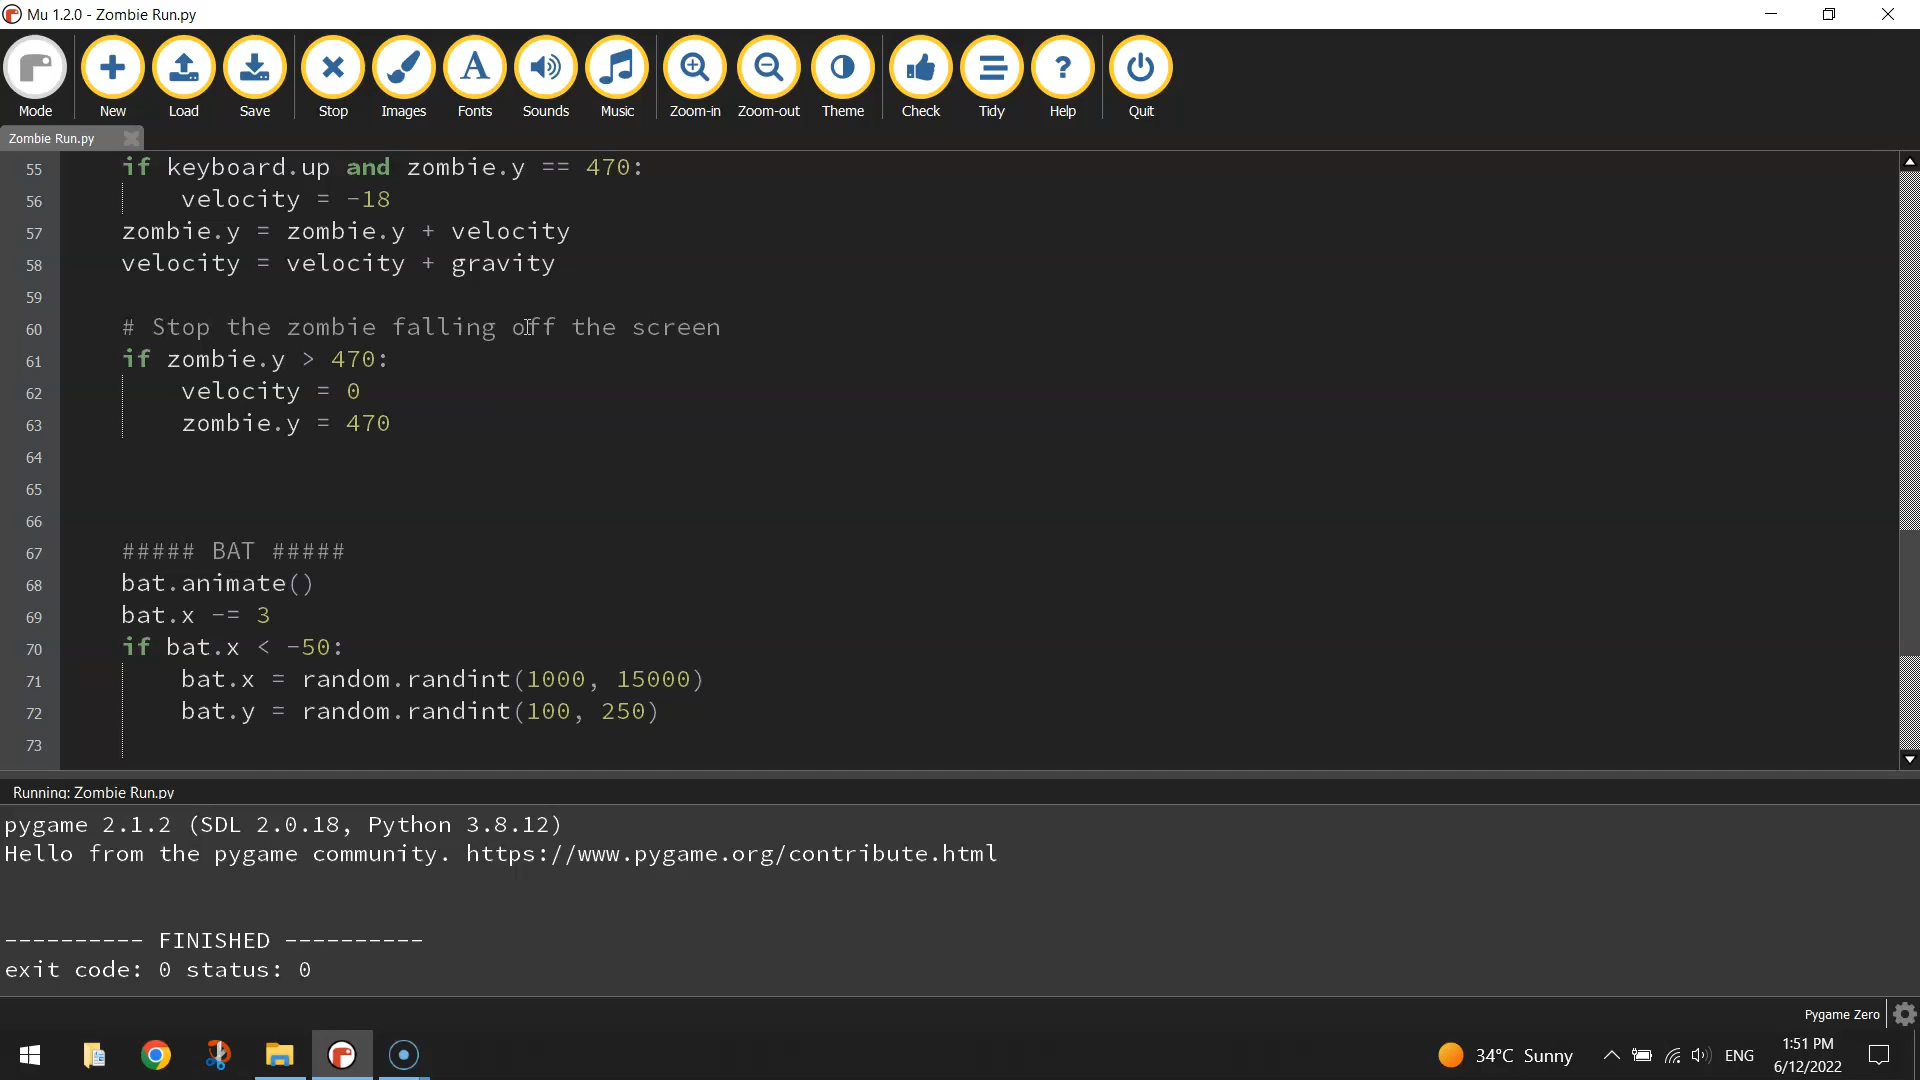 Mu 1.2.0 - Zombie Run.py
Mode New Load Save Stop Images Fonts Sounds Music Zoom-in Zoom-out Theme Check Tidy Help Quit
Zombie Run.py
55 if keyboard.up and zombie.y == 470:
56 velocity = -18
57 zombie.y = zombie.y + velocity
58 velocity = velocity + gravity
59
60 # Stop the zombie falling off the screen
61 if zombie.y > 470:
62 velocity = 0
63 zombie.y = 470
64
65
66
67 ##### BAT #####
68 bat.animate()
69 bat.x -= 3
70 if bat.x < -50:
71 bat.x = random.randint(1000, 15000)
72 bat.y = random.randint(100, 250)
73
Running: Zombie Run.py
pygame 2.1.2 (SDL 2.0.18, Python 3.8.12)
Hello from the pygame community. https://www.pygame.org/contribute.html
---------- FINISHED ----------
exit code: 0 status: 0
Pygame Zero
34°C Sunny ENG 1:51 PM
6/12/2022